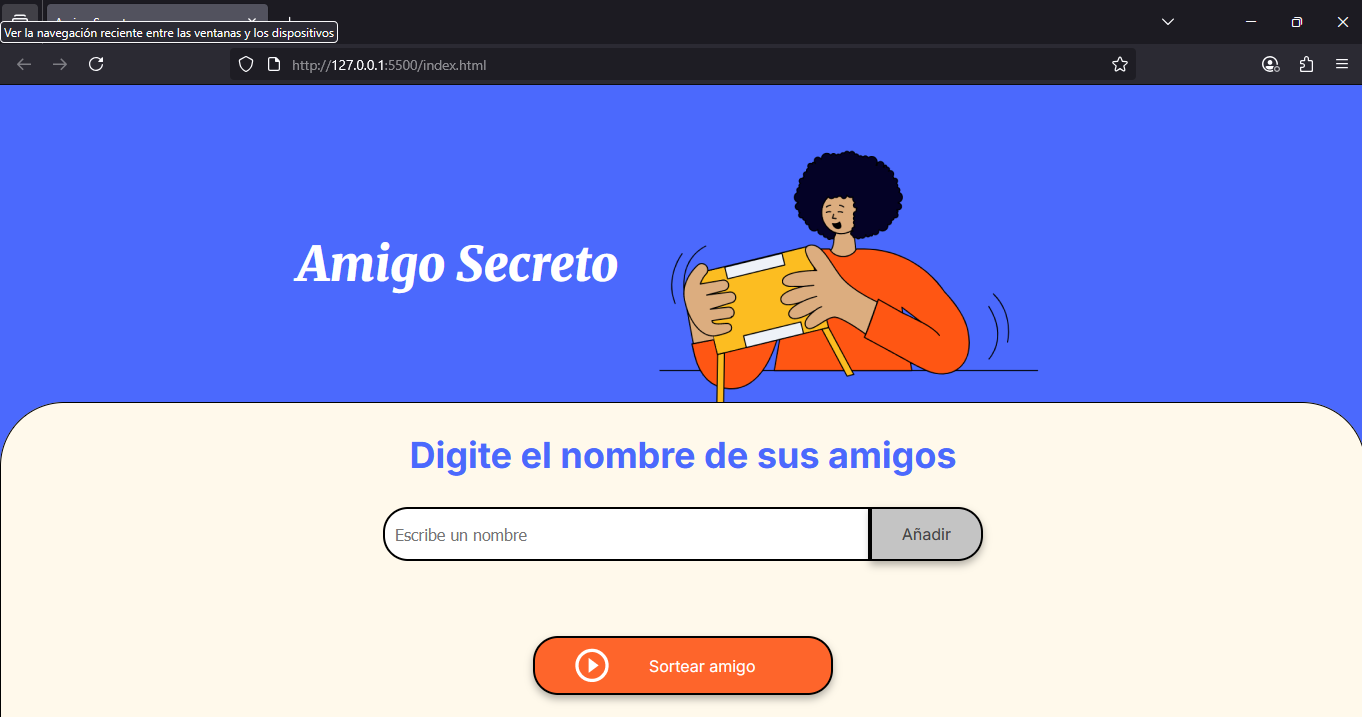 Ver la navegación reciente entre las ventanas y los dispositivos
http://127.0.0.1:5500/index.html
Amigo Secreto
Digite el nombre de sus amigos
Escribe un nombre
Añadir
Sortear amigo